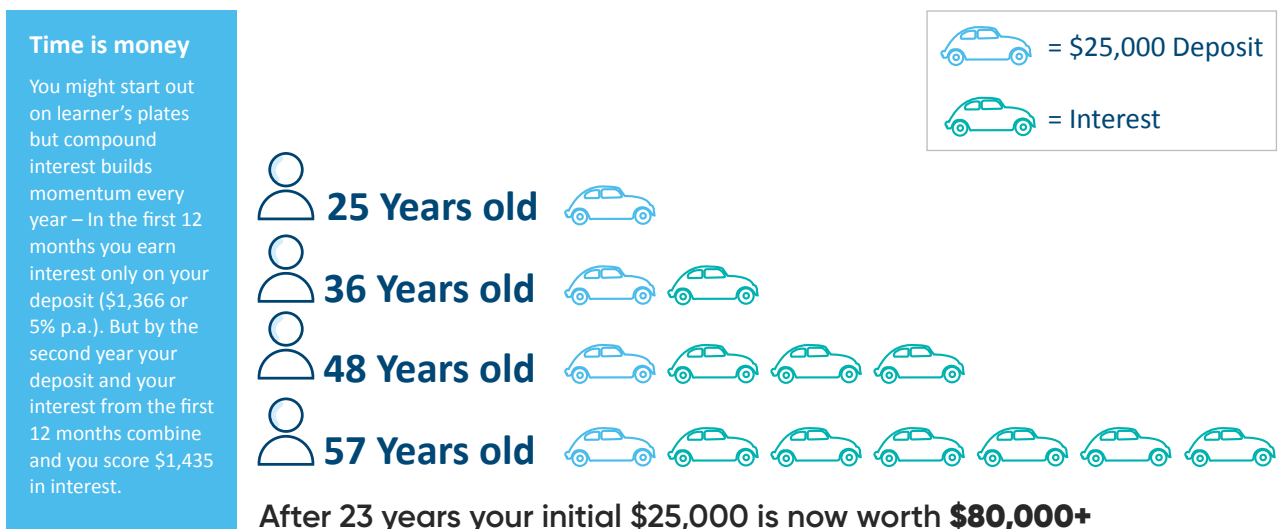 Time is money
You might start out
on learner’s plates
but compound
interest builds
momentum every
year – In the first 12
months you earn
interest only on your
deposit ($1,366 or
5% p.a.). But by the
second year your
deposit and your
interest from the first
12 months combine
and you score $1,435
in interest.
= $25,000 Deposit
= Interest
25 Years old
36 Years old
48 Years old
57 Years old
After 23 years your initial $25,000 is now worth $80,000+